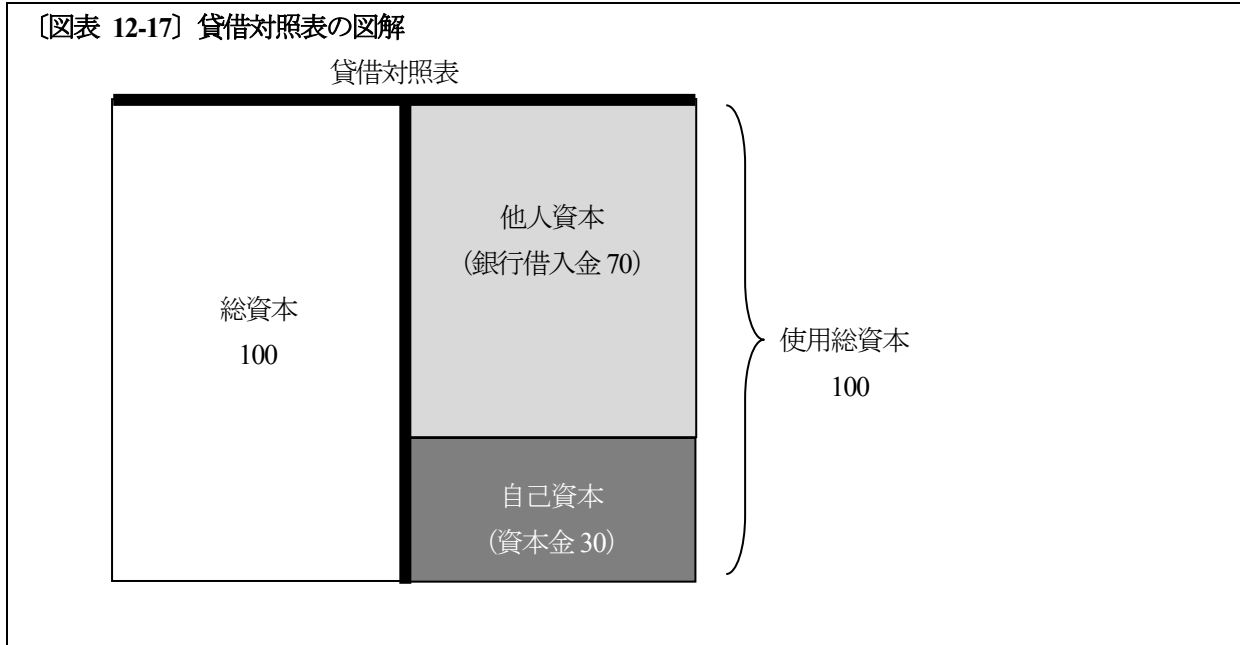 〔図表 12-17〕貸借対照表の図解
貸借対照表
他人資本
（銀行借入金 70）
総資本
100
使用総資本
100
自己資本
（資本金 30）